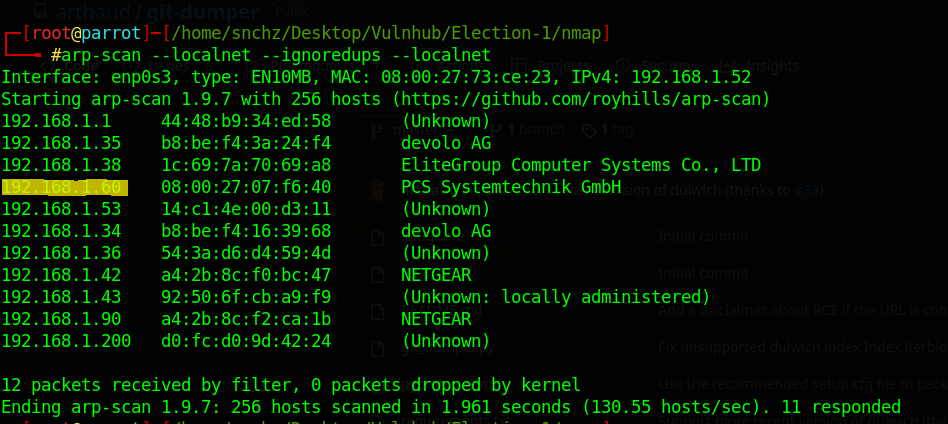 arthaud / git-dumper Public
┌─[root@parrot]─[/home/snchz/Desktop/Vulnhub/Election-1/nmap]
└──╼ #arp-scan --localnet --ignoredups --localnet
Projects Security Insights
Interface: enp0s3, type: EN10MB, MAC: 08:00:27:73:ce:23, IPv4: 192.168.1.52
Starting arp-scan 1.9.7 with 256 hosts (https://github.com/royhills/arp-scan)
192.168.1.1 44:48:b9:34:ed:58 (Unknown)
1 branch 1 tag
192.168.1.35 b8:be:f4:3a:24:f4 devolo AG
192.168.1.38 1c:69:7a:70:69:a8 EliteGroup Computer Systems Co., LTD
192.168.1.60 08:00:27:07:f6:40 PCS Systemtechnik GmbH
of dulwich (thanks to #33)
192.168.1.53 14:c1:4e:00:d3:11 (Unknown)
192.168.1.34 b8:be:f4:16:39:68 devolo AG
Initial commit
192.168.1.36 54:3a:d6:d4:59:4d (Unknown)
192.168.1.42 a4:2b:8c:f0:bc:47 NETGEAR
Initial commit
192.168.1.43 92:50:6f:cb:a9:f9 (Unknown: locally administered)
Add a disclaimer about RCE if the URL is
192.168.1.90 a4:2b:8c:f2:ca:1b NETGEAR
192.168.1.200 d0:fc:d0:9d:42:24 (Unknown)
Fix unsupported dulwich.index.Index.iterblo
12 packets received by filter, 0 packets dropped by kernel
Use the recommended setup.cfg file to
Ending arp-scan 1.9.7: 256 hosts scanned in 1.961 seconds (130.55 hosts/sec). 11 responded